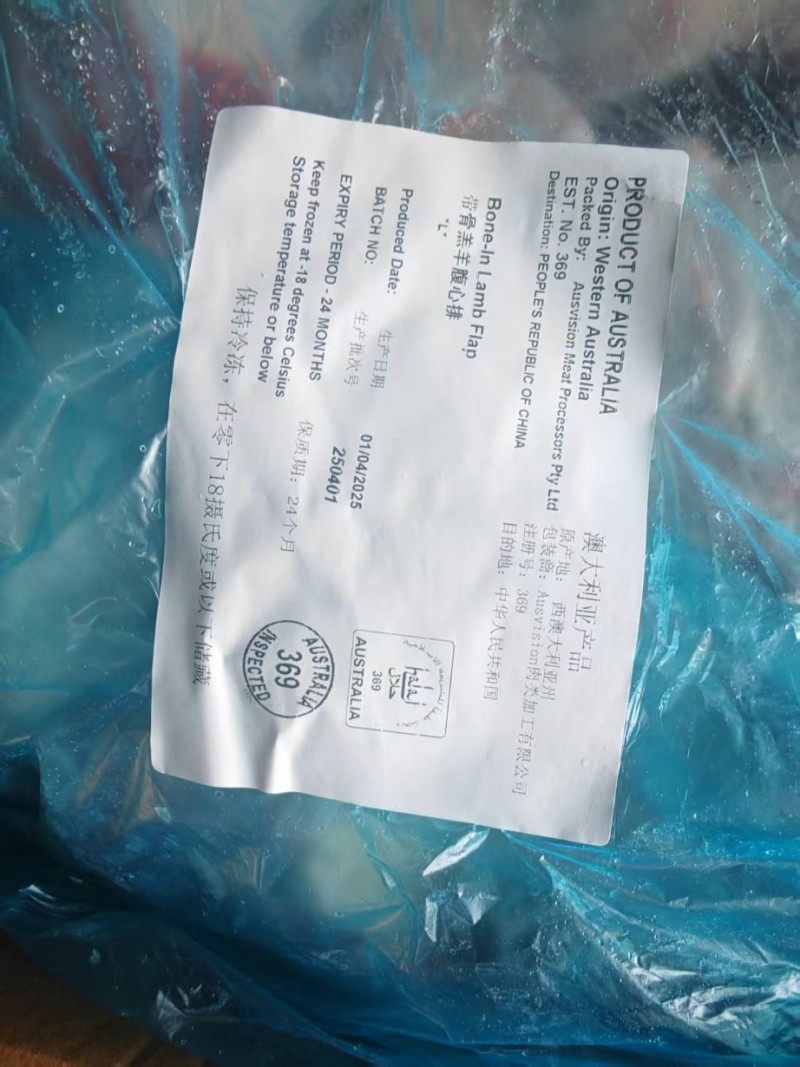 PRODUCT OF AUSTRALIA 澳大利亚产品
Origin: Western Australia 原产地: 西澳大利亚州
Packed By: Ausvision Meat Processors Pty Ltd 包装商: Ausvision肉类加工有限公司
EST. No. 369 注册号: 369
Destination: PEOPLE'S REPUBLIC OF CHINA 目的地: 中华人民共和国
Bone-In Lamb Flap
带骨羔羊腹心排
"L"
Produced Date: 生产日期 01/04/2025
BATCH NO: 生产批次号 250401
EXPIRY PERIOD - 24 MONTHS 保质期: 24个月
Keep frozen at -18 degrees Celsius
Storage temperature or below
保持冷冻, 在零下18摄氏度或以下储藏
halal
حلال
369
AUSTRALIA
AUSTRALIA
369
INSPECTED